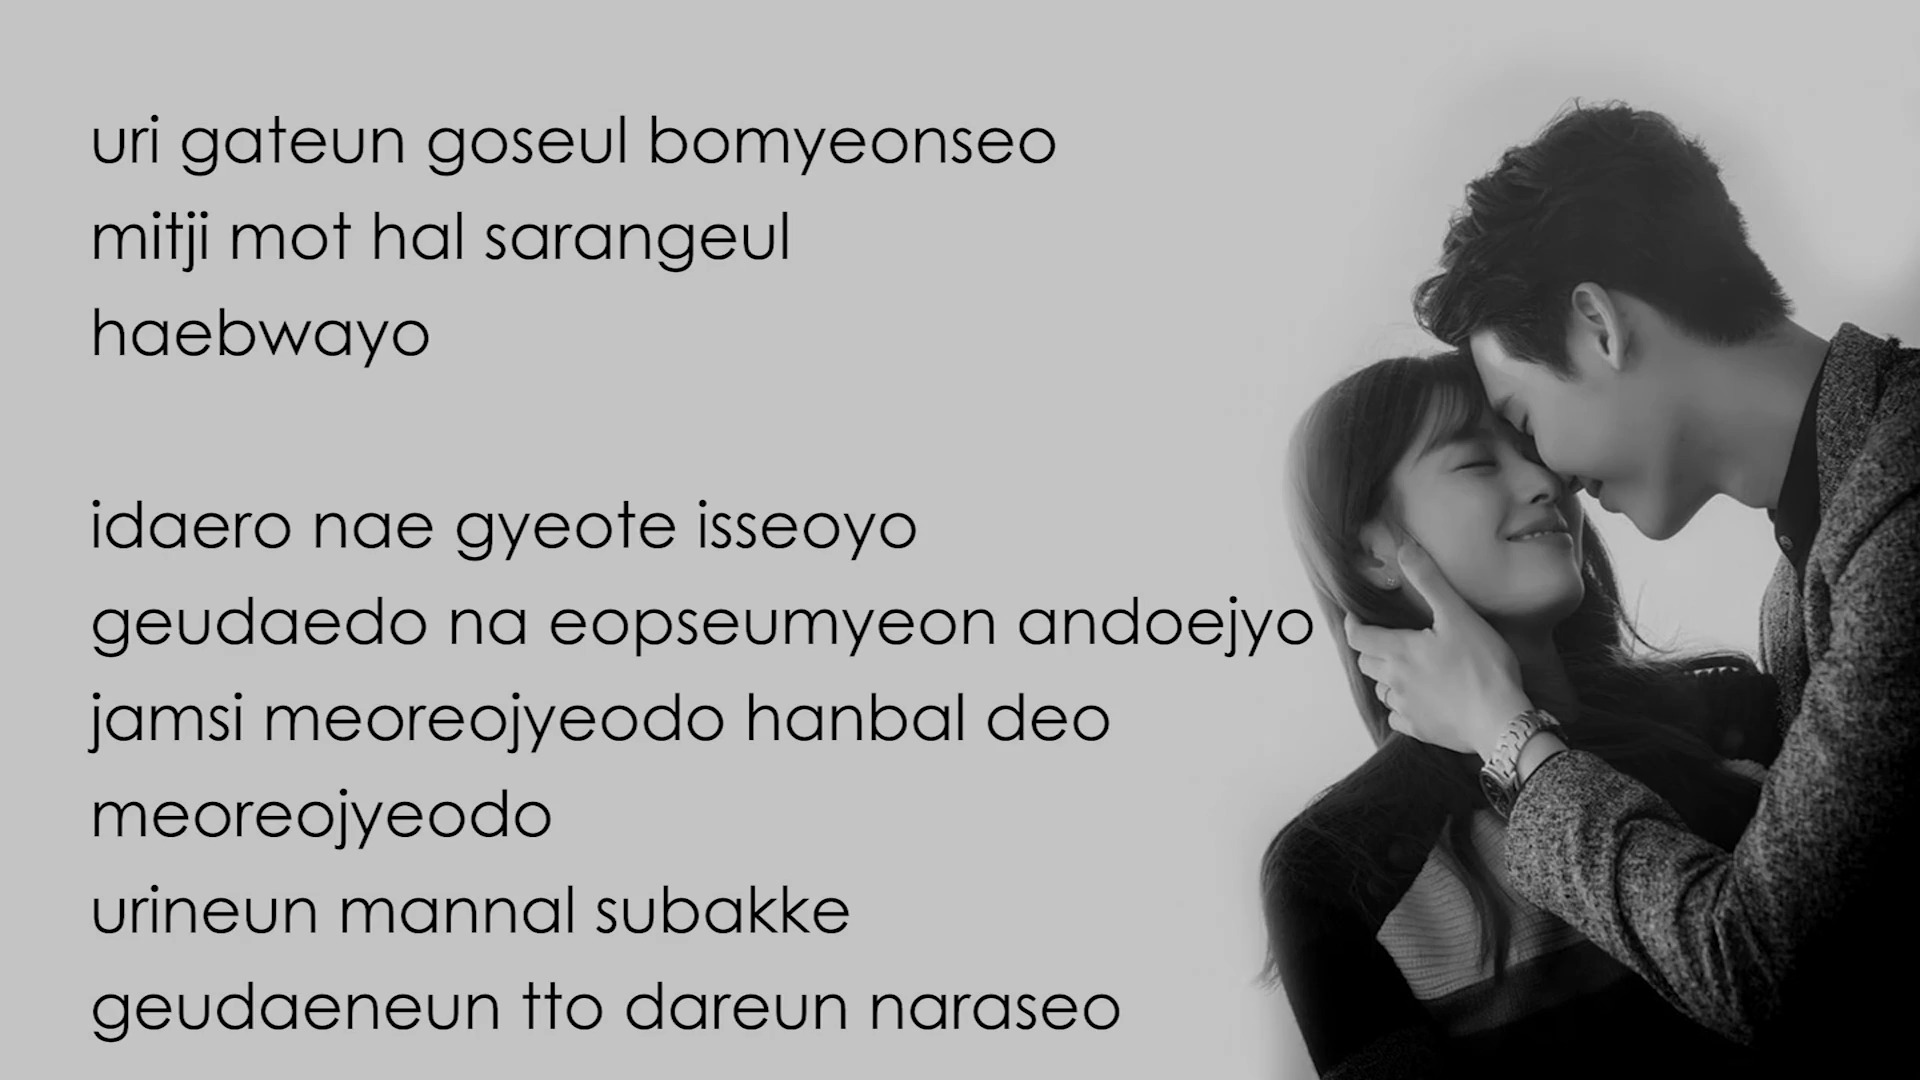 uri gateun goseul bomyeonseo
mitji mot hal sarangeul
haebwayo
idaero nae gyeote isseoyo
geudaedo na eopseumyeon andoejyo
jamsi meoreojyeodo hanbal deo
meoreojyeodo
urineun mannal subakke
geudaeneun tto dareun naraseo